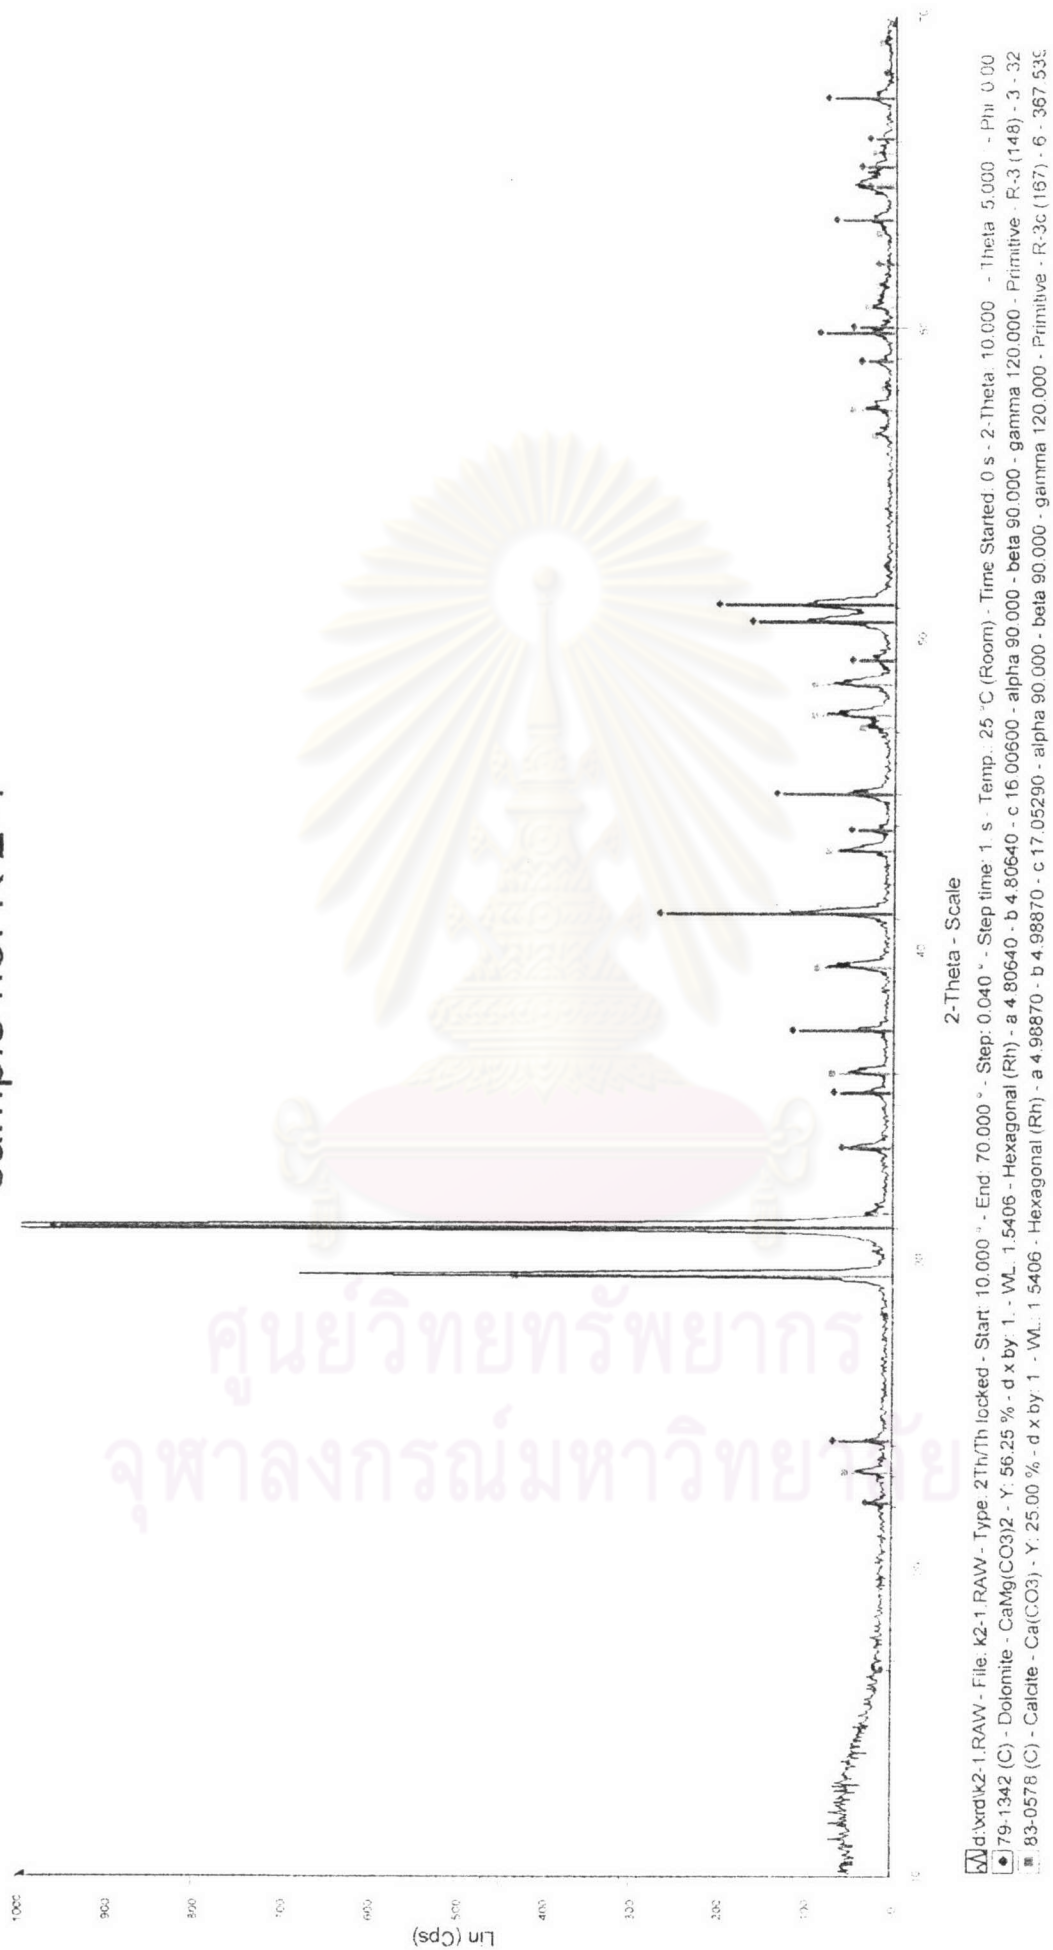 Lin (Cps)
1000
900
800
700
600
500
400
300
200
100
0
10
30
40
50
60
70
2-Theta - Scale
d:\xrd\k2-1.RAW - File: k2-1.RAW - Type: 2Th/Th locked - Start: 10.000 ° - End: 70.000 ° - Step: 0.040 ° - Step time: 1. s - Temp.: 25 °C (Room) - Time Started: 0 s - 2-Theta: 10.000 ° - Theta: 5.000 ° - Phi: 0.00
79-1342 (C) - Dolomite - CaMg(CO3)2 - Y: 56.25 % - d x by: 1. - WL: 1.5406 - Hexagonal (Rh) - a 4.80640 - b 4.80640 - c 16.00600 - alpha 90.000 - beta 90.000 - gamma 120.000 - Primitive - R-3 (148) - 3 - 32
83-0578 (C) - Calcite - Ca(CO3) - Y: 25.00 % - d x by: 1. - WL: 1.5406 - Hexagonal (Rh) - a 4.98870 - b 4.98870 - c 17.05290 - alpha 90.000 - beta 90.000 - gamma 120.000 - Primitive - R-3c (167) - 6 - 367.539
ศูนย์วิทยทรัพยากร
จุฬาลงกรณ์มหาวิทยาลัย